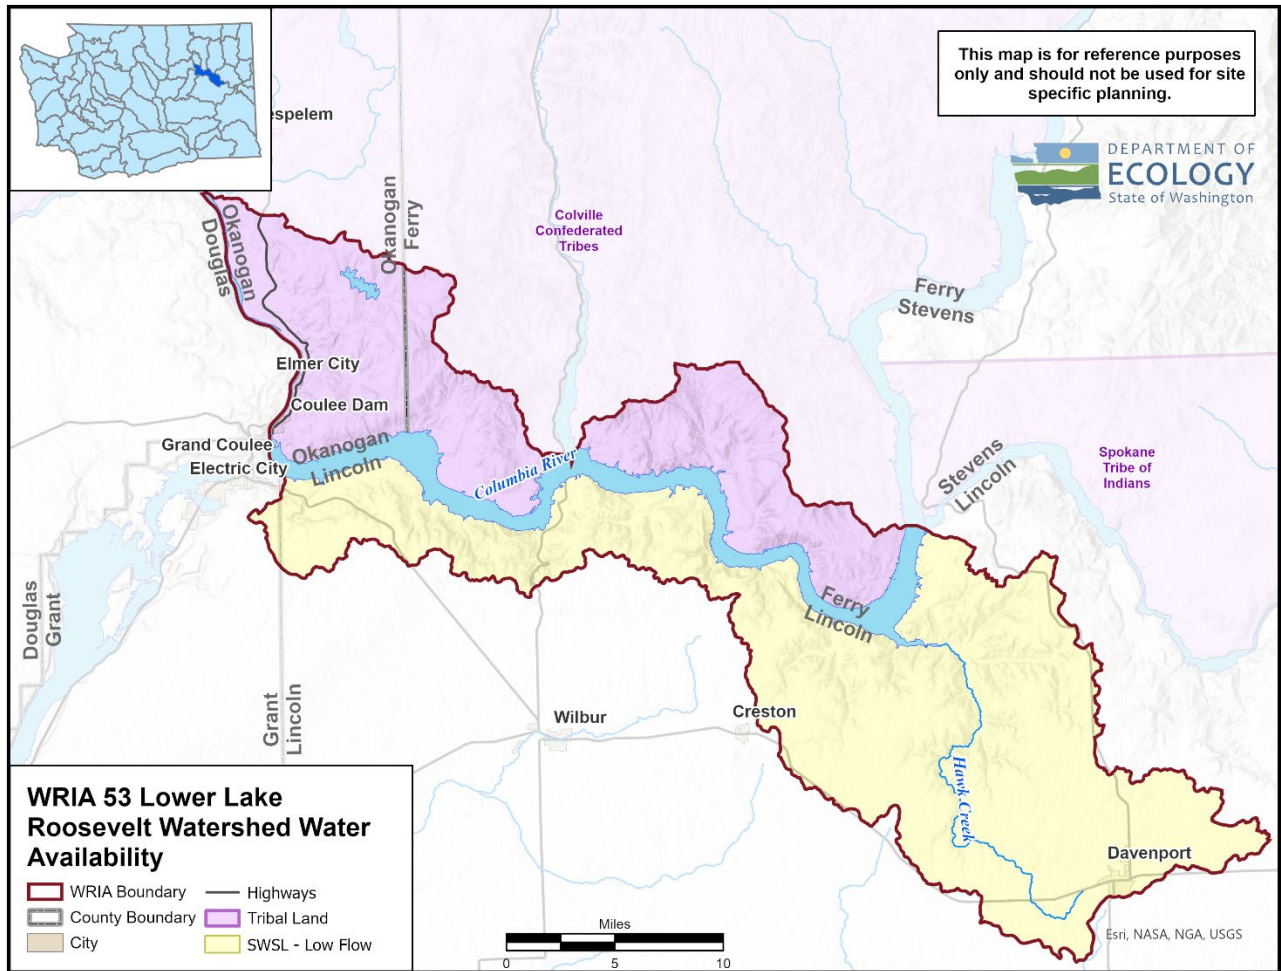 This map is for reference purposes
only and should not be used for site
specific planning.
DEPARTMENT OF
ECOLOGY
State of Washington
espelem
Okanogan
Douglas
Okanogan
Ferry
Colville
Confederated
Tribes
Ferry
Stevens
Elmer City
Coulee Dam
Grand Coulee
Electric City
Okanogan
Lincoln
Columbia River
Stevens
Lincoln
Spokane
Tribe of
Indians
Douglas
Grant
Ferry
Lincoln
Grant
Lincoln
Wilbur
Creston
Hawk Creek
Davenport
WRIA 53 Lower Lake
Roosevelt Watershed Water
Availability
WRIA Boundary
Highways
County Boundary
Tribal Land
City
SWSL - Low Flow
Miles
0 5 10
Esri, NASA, NGA, USGS